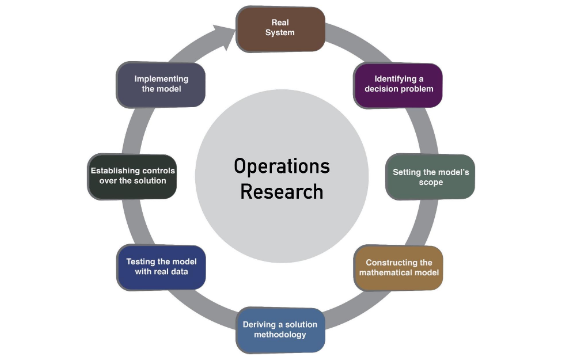 Real
System
Identifying a
decision problem
Setting the model's
scope
Constructing the
mathematical model
Deriving a solution
methodology
Testing the model
with real data
Establishing controls
over the solution
Implementing
the model
Operations
Research